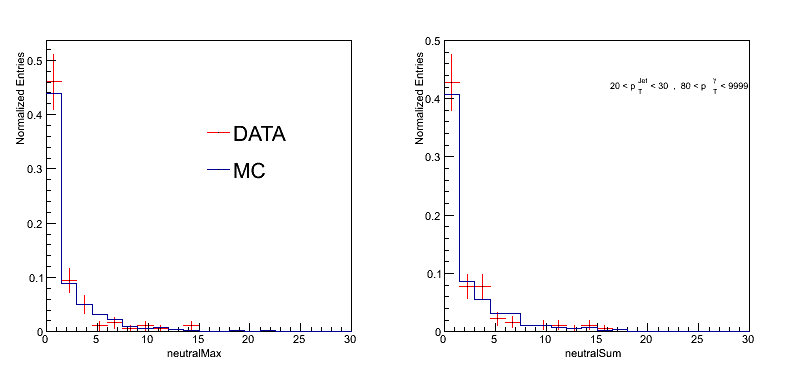 Normalized Entries
0.5
0.4
0.3
0.2
0.1
0
0 5 10 15 20 25 30
neutralMax
DATA
MC
Normalized Entries
0.5
0.4
0.3
0.2
0.1
0
0 5 10 15 20 25 30
neutralSum
20 < p T Jet < 30 , 80 < p T γ < 9999